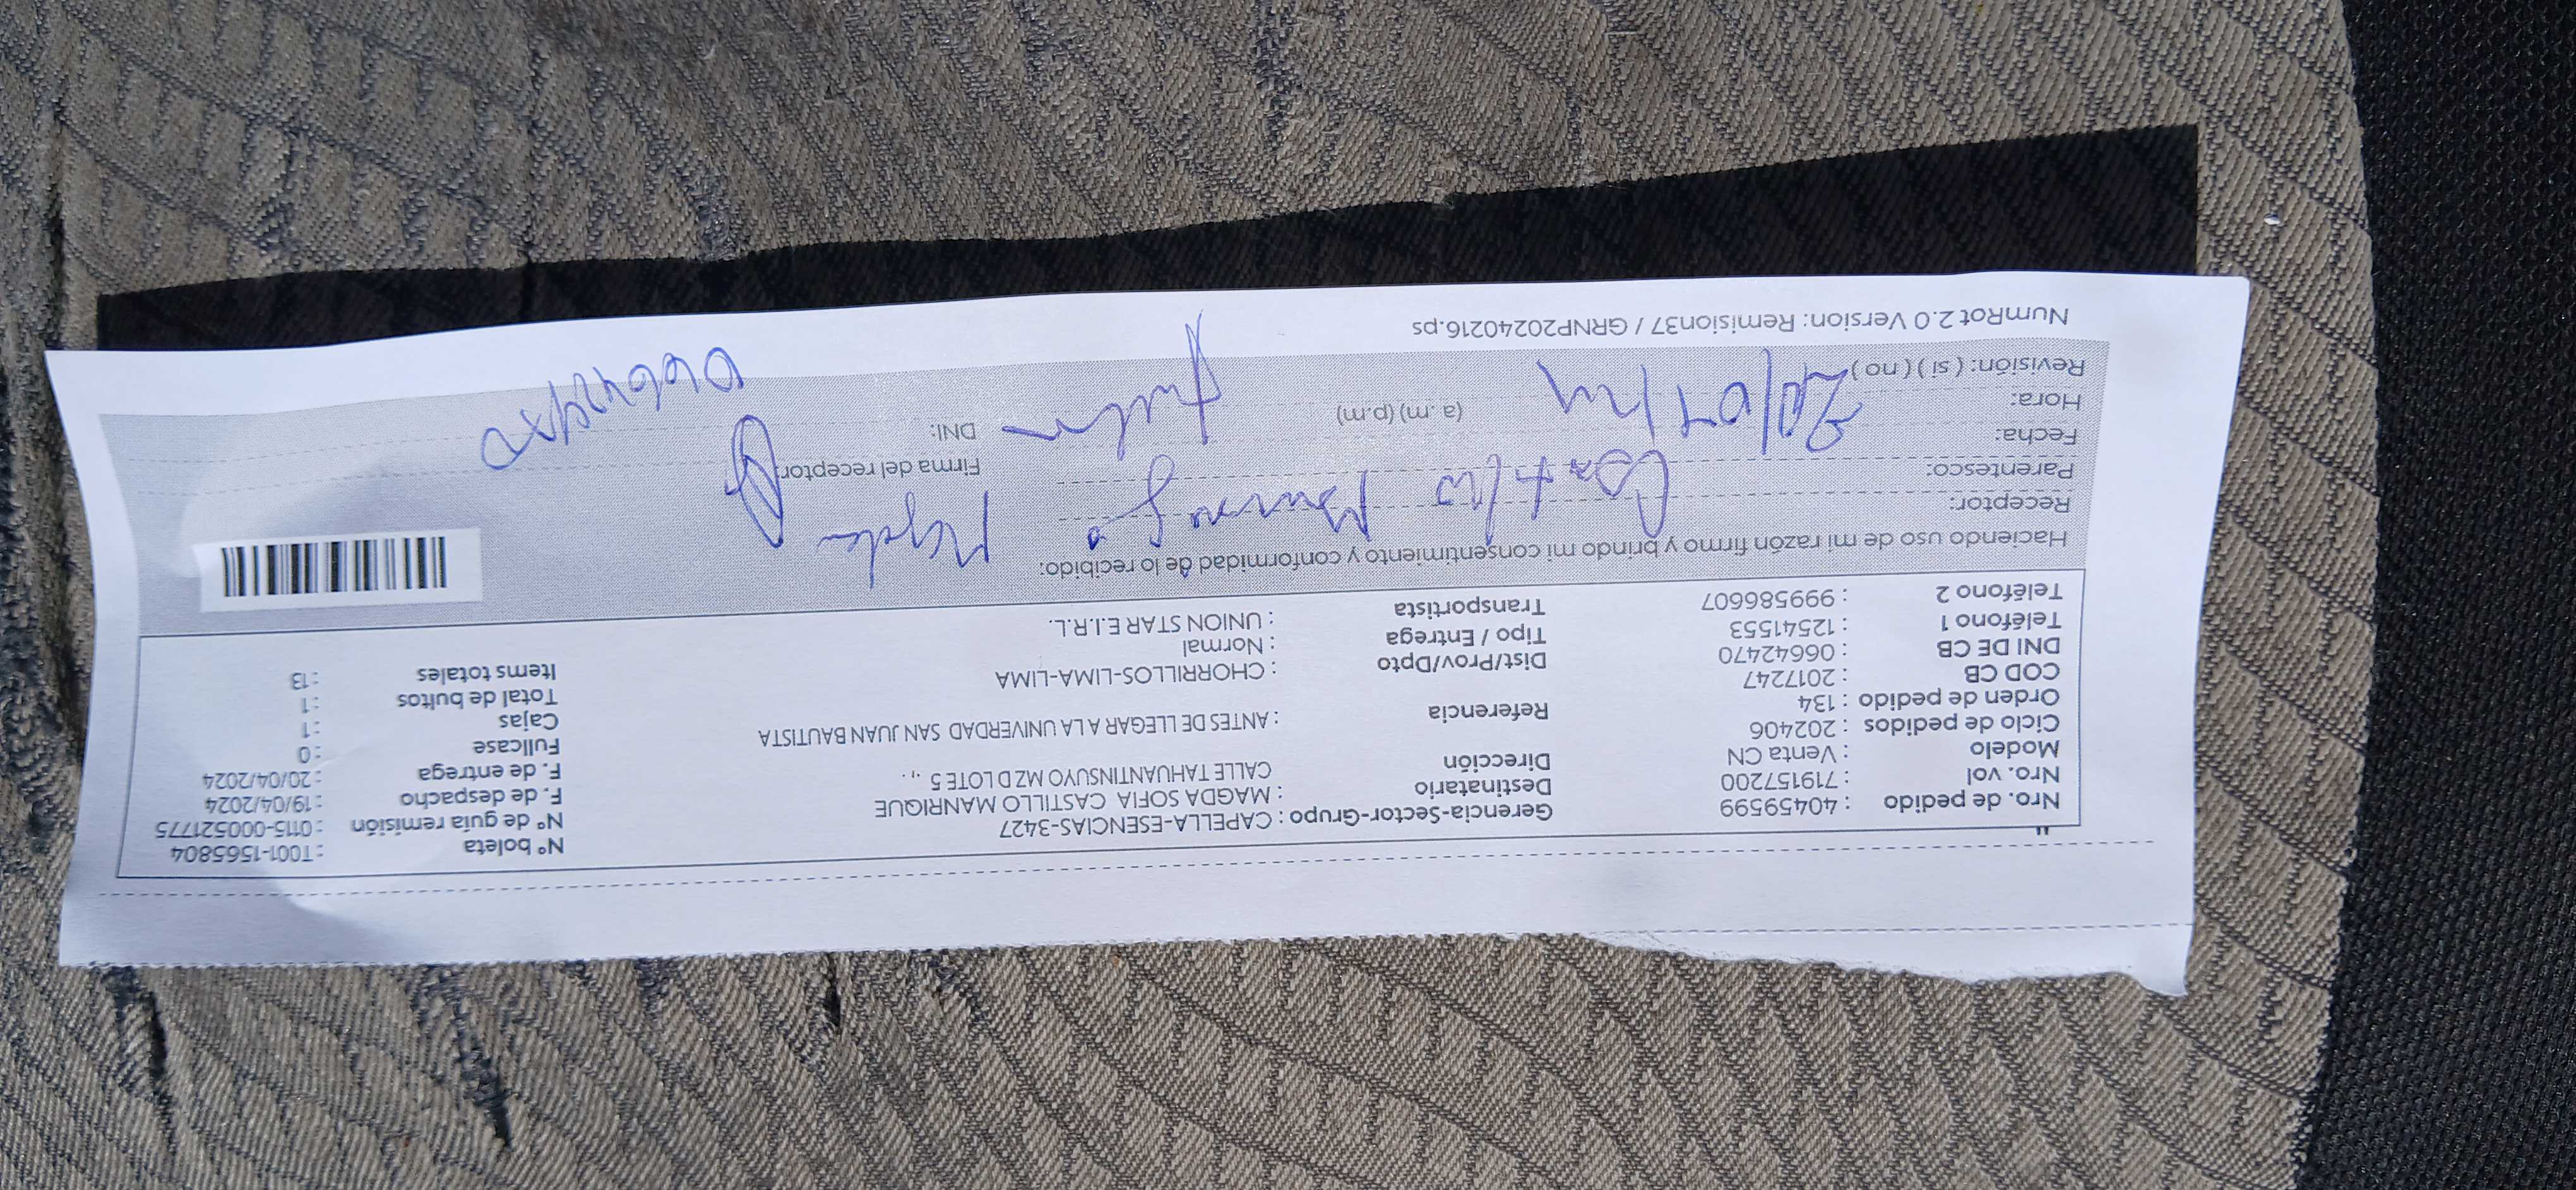 Nro. de pedido : 40459599 Gerencia-Sector-Grupo : CAPELLA-ESENCIAS-3427 Nº boleta : T001-1565804
Nro. vol : 719157200 Destinatario : MAGDA SOFIA CASTILLO MANRIQUE Nº de guía remisión : 0115-000521775
Modelo : Venta CN Dirección CALLE TAHUANTINSUYO MZ D LOTE 5 ., . F. de despacho : 19/04/2024
Ciclo de pedidos : 202406 F. de entrega : 20/04/2024
Orden de pedido : 134 Referencia : ANTES DE LLEGAR A LA UNIVERDAD SAN JUAN BAUTISTA Fullcase : 0
COD CB : 2017247 Cajas : 1
DNI DE CB : 06642470 Dist/Prov/Dpto : CHORRILLOS-LIMA-LIMA Total de bultos : 1
Teléfono 1 : 12541553 Tipo / Entrega : Normal Items totales : 13
Teléfono 2 : 999586607 Transportista : UNION STAR E.I.R.L.
Haciendo uso de mi razón firmo y brindo mi consentimiento y conformidad de lo recibido:
Receptor: Castillo Magda
Parentesco: Firma del receptor:
Fecha: 20/04/24 DNI:
Hora: (a .m) (p.m)
Revisión: ( si ) ( no )
NumRot 2.0 Version: Remision37 / GRNP20240216.ps